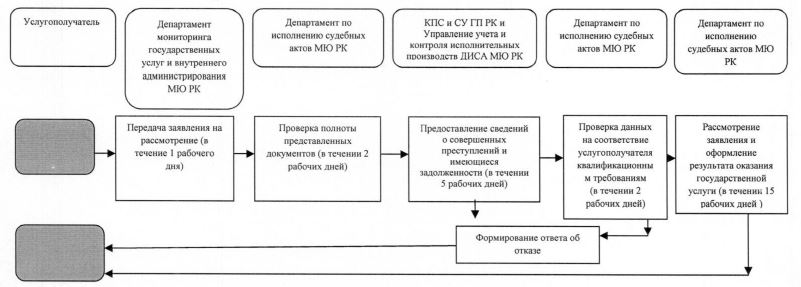 Услугополучатель
Департамент
мониторинга
государственных
услуг и внутреннего
администрирования
МЮ РК
Департамент по
исполнению судебных
актов МЮ РК
КПС и СУ ГП РК и
Управление учета и
контроля исполнительных
производств ДИСА МЮ РК
Департамент по
исполнению судебных
актов МЮ РК
Департамент по
исполнению
судебных актов МЮ
РК
Передача заявления на
рассмотрение (в
течение 1 рабочего
дня)
Проверка полноты
представленных
документов (в течении 2
рабочих дней)
Предоставление сведений
о совершенных
преступлений и
имеющиеся
задолженности (в течении
5 рабочих дней)
Проверка данных
на соответствие
услугополучателя
квалификационны
м требованиям
(в течении 2
рабочих дней)
Рассмотрение
заявления и
оформление
результата оказания
государственной
услуги (в течении 15
рабочих дней )
Формирование ответа об
отказе